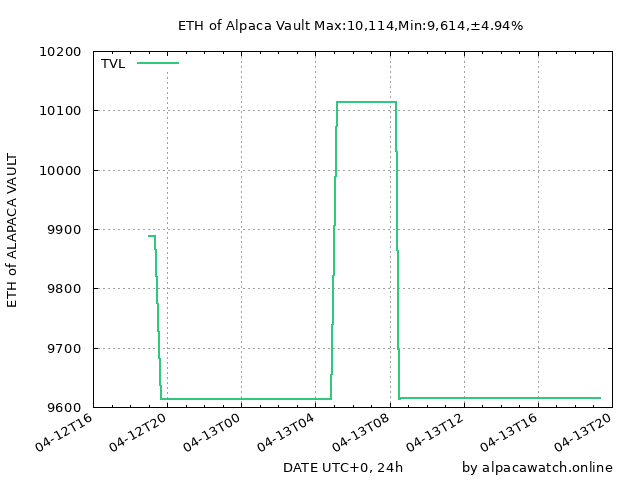 ETH of Alpaca Vault Max:10,114,Min:9,614,±4.94%
TVL
10200
10100
10000
9900
9800
9700
9600
ETH of ALAPACA VAULT
04-12T16
04-12T20
04-13T00
04-13T04
04-13T08
04-13T12
04-13T16
04-13T20
DATE UTC+0, 24h
by alpacawatch.online